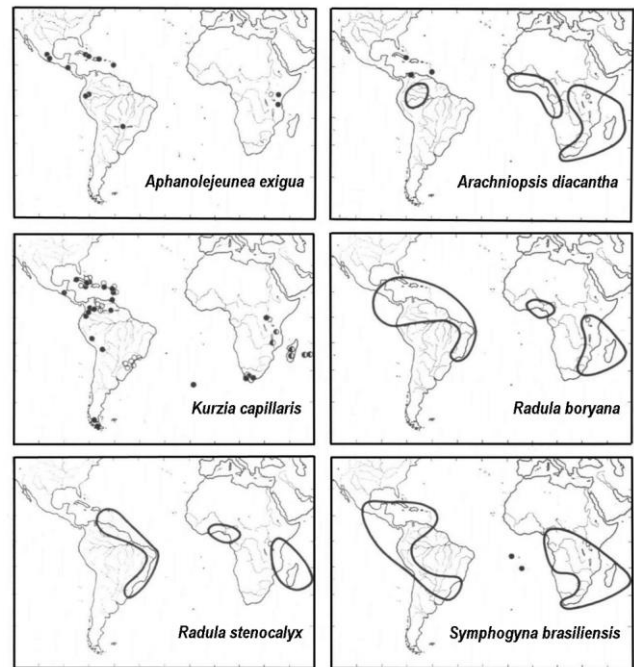 Aphanolejeunea exigua
Arachniopsis diacantha
Kurzia capillaris
Radula boryana
Radula stenocalyx
Symphogyna brasiliensis